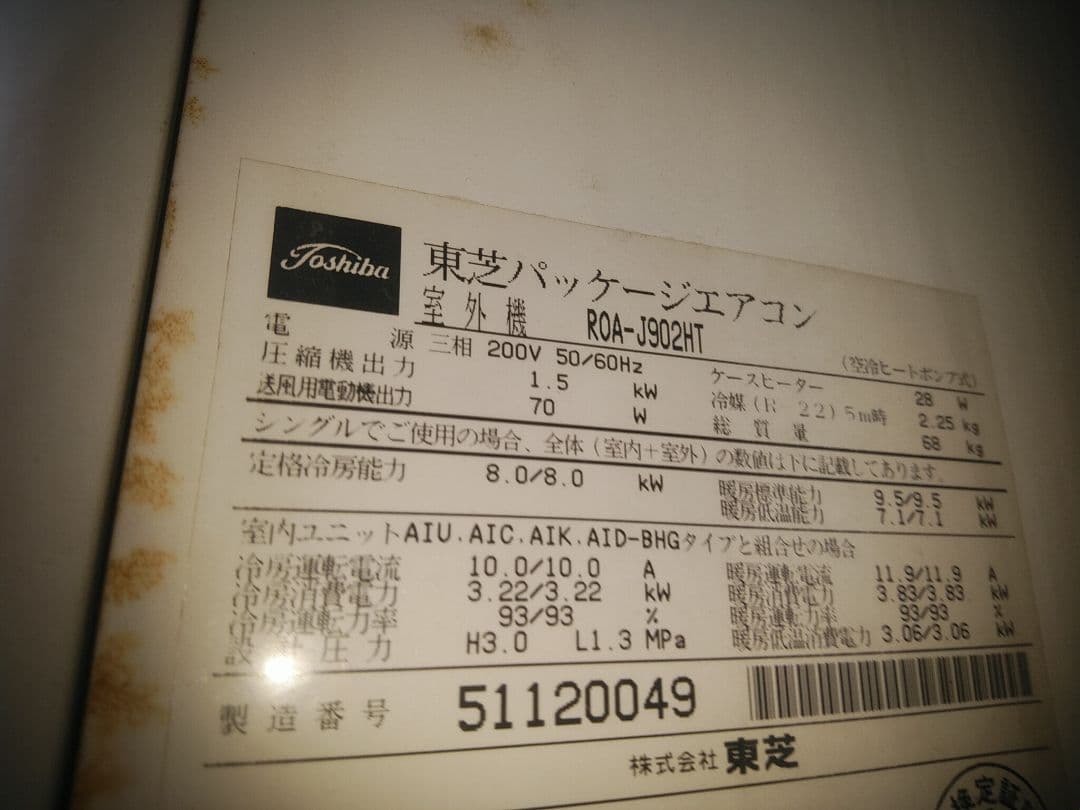 Toshiba
東芝パッケージエアコン
室外機 ROA-J902HT
(空冷ヒートポンプ式)
電源 三相 200V 50/60Hz
圧縮機出力 1.5 kW
送風用電動機出力 70 W
ケースヒーター 28 W
冷媒(R 22)5m時 2.25 kg
総質量 68 kg
シングルでご使用の場合、全体(室内+室外)の数値は下に記載してあります。
定格冷房能力 8.0/8.0 kW
暖房標準能力 9.5/9.5 kW
暖房低温能力 7.1/7.1 kW
室内ユニットAIU.AIC.AIK.AID-BHGタイプと組合せの場合
冷房運転電流 10.0/10.0 A
冷房消費電力 3.22/3.22 kW
冷房運転力率 93/93 %
設計圧力 H3.0 L1.3 MPa
暖房運転電流 11.9/11.9 A
暖房消費電力 3.83/3.83 kW
暖房運転力率 93/93 %
暖房低温消費電力 3.06/3.06 kW
製造番号 51120049
株式会社 東芝